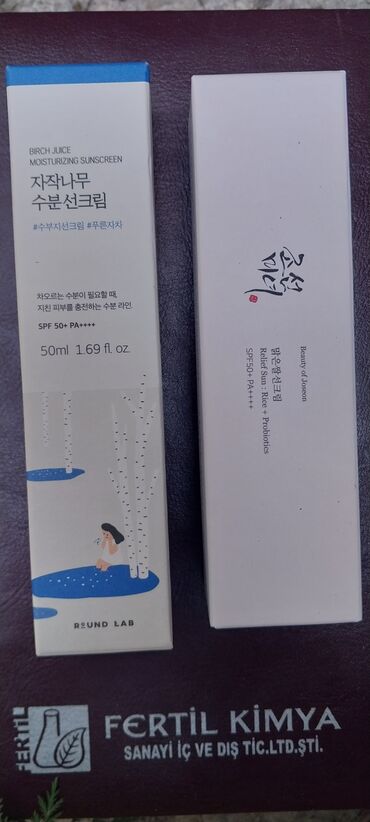 BIRCH JUICE
MOISTURIZING SUNSCREEN
자작나무
수분선크림
#수부지선크림 #푸른자차
차오르는 수분이 필요할 때,
지친 피부를 충전하는 수분 라인.
SPF 50+ PA++++
50ml 1.69 fl. oz.
ROUND LAB
조선미녀
Beauty of Joseon
맑은쌀선크림
Relief Sun : Rice + Probiotics
SPF50+ PA++++
FERTİL
FERTİL KİMYA
SANAYİ İÇ VE DIŞ TİC.LTD.ŞTİ.